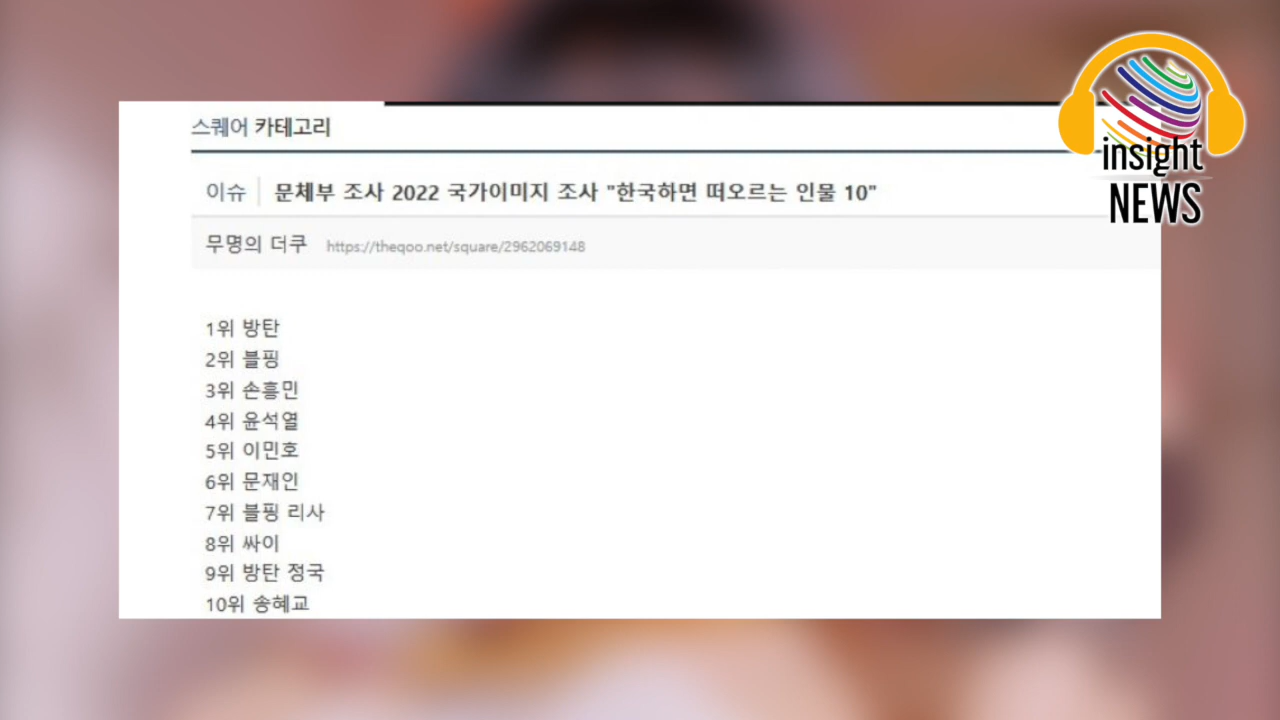 insight
NEWS
스퀘어 카테고리
이슈 문체부 조사 2022 국가이미지 조사 "한국하면 떠오르는 인물 10"
무명의 더쿠 https://theqoo.net/square/2962069148
1위 방탄
2위 블핑
3위 손흥민
4위 윤석열
5위 이민호
6위 문재인
7위 블핑 리사
8위 싸이
9위 방탄 정국
10위 송혜교